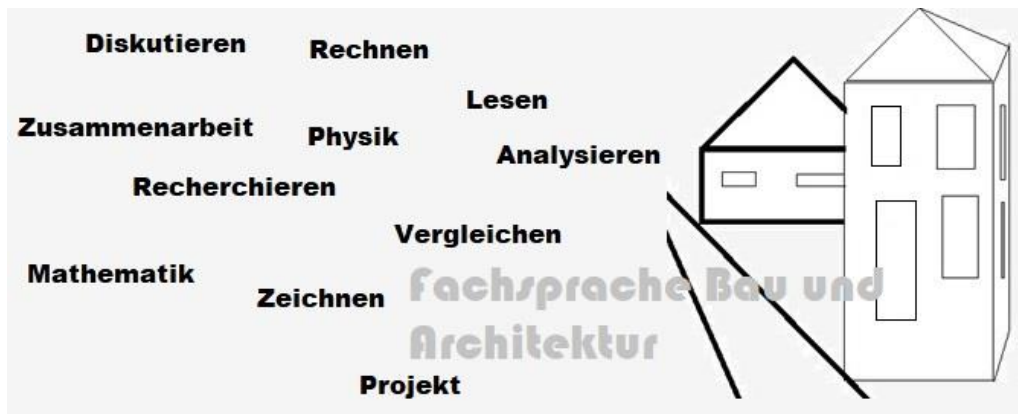 Diskutieren
Rechnen
Lesen
Zusammenarbeit
Physik
Analysieren
Recherchieren
Vergleichen
Mathematik
Zeichnen
Fachsprache Bau und
Architektur
Projekt